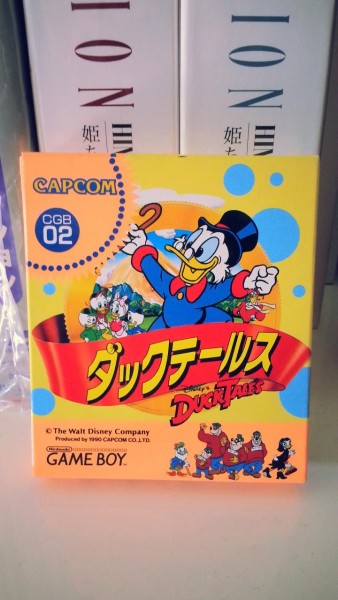 ION
ION
姫た
姫
CAPCOM
CGB
02
ダックテールス
DISNEY'S
DUCKTALES
© The Walt Disney Company
Produced by 1990 CAPCOM CO.,LTD.
Nintendo
GAME BOY